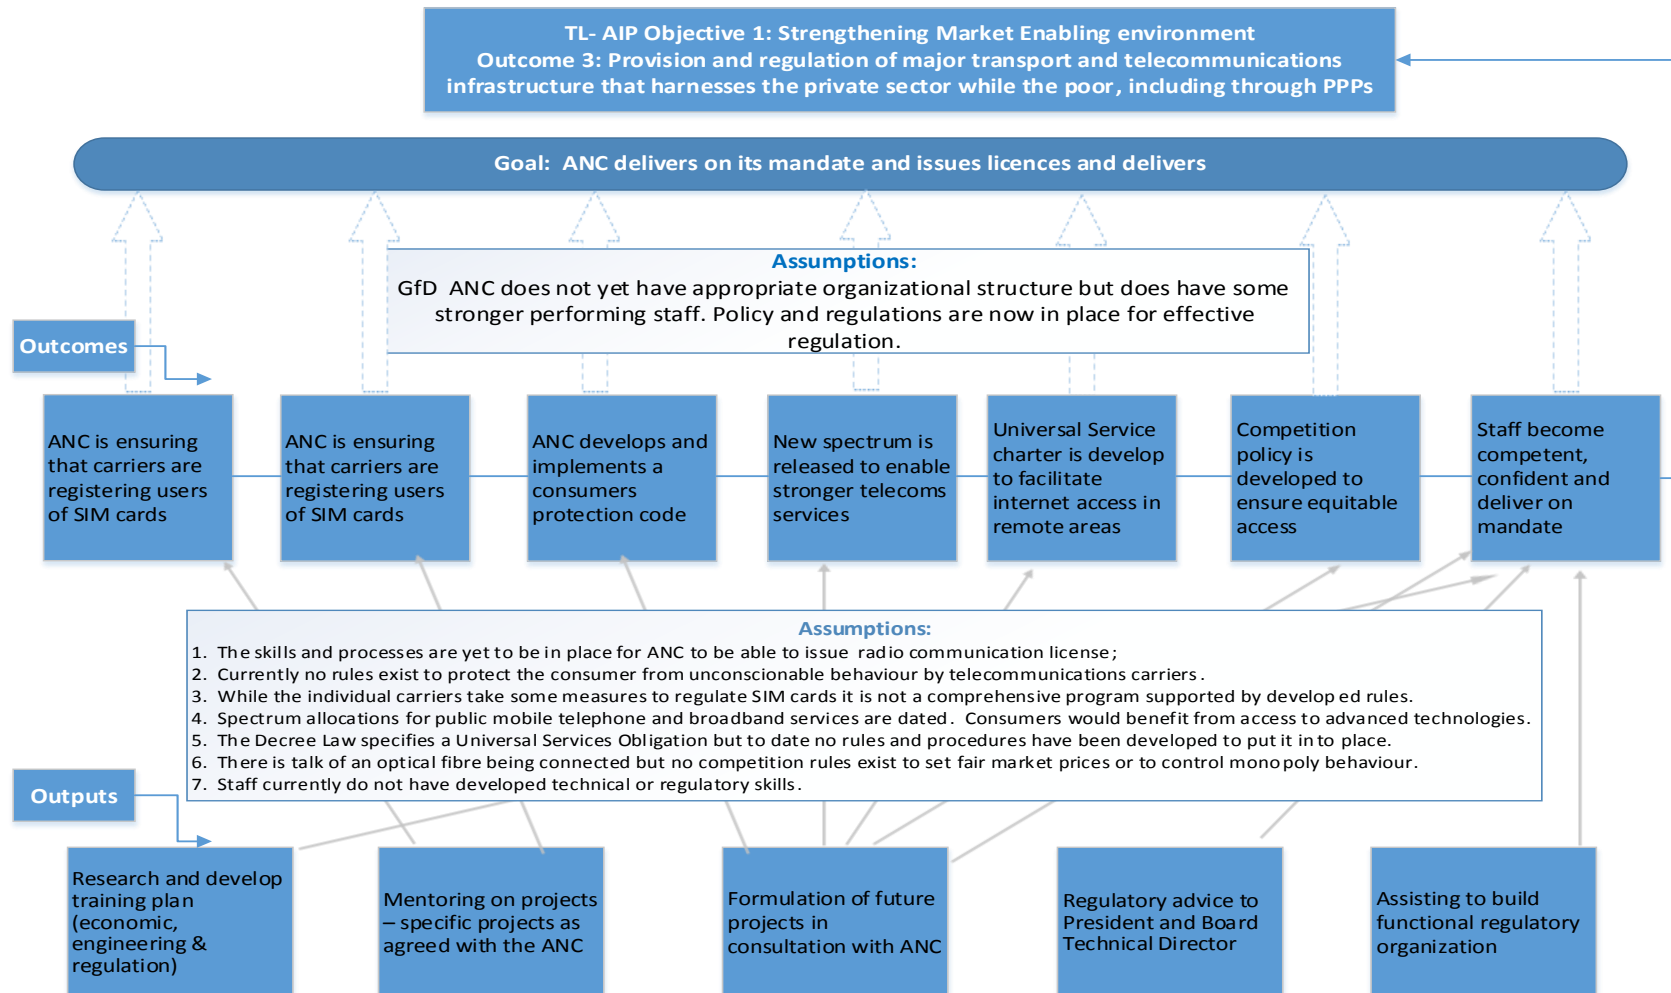 TL- AIP Objective 1: Strengthening Market Enabling environment
Outcome 3: Provision and regulation of major transport and telecommunications
infrastructure that harnesses the private sector while the poor, including through PPPs
Goal: ANC delivers on its mandate and issues licences and delivers
Assumptions:
GfD ANC does not yet have appropriate organizational structure but does have some
stronger performing staff. Policy and regulations are now in place for effective
regulation.
Outcomes
ANC is ensuring
that carriers are
registering users
of SIM cards
ANC is ensuring
that carriers are
registering users
of SIM cards
ANC develops and
implements a
consumers
protection code
New spectrum is
released to enable
stronger telecoms
services
Universal Service
charter is develop
to facilitate
internet access in
remote areas
Competition
policy is
developed to
ensure equitable
access
Staff become
competent,
confident and
deliver on
mandate
Assumptions:
1. The skills and processes are yet to be in place for ANC to be able to issue radio communication license;
2. Currently no rules exist to protect the consumer from unconscionable behaviour by telecommunications carriers.
3. While the individual carriers take some measures to regulate SIM cards it is not a comprehensive program supported by developed rules.
4. Spectrum allocations for public mobile telephone and broadband services are dated. Consumers would benefit from access to advanced technologies.
5. The Decree Law specifies a Universal Services Obligation but to date no rules and procedures have been developed to put it into place.
6. There is talk of an optical fibre being connected but no competition rules exist to set fair market prices or to control monopoly behaviour.
7. Staff currently do not have developed technical or regulatory skills.
Outputs
Research and develop
training plan
(economic,
engineering &
regulation)
Mentoring on projects
– specific projects as
agreed with the ANC
Formulation of future
projects in
consultation with ANC
Regulatory advice to
President and Board
Technical Director
Assisting to build
functional regulatory
organization